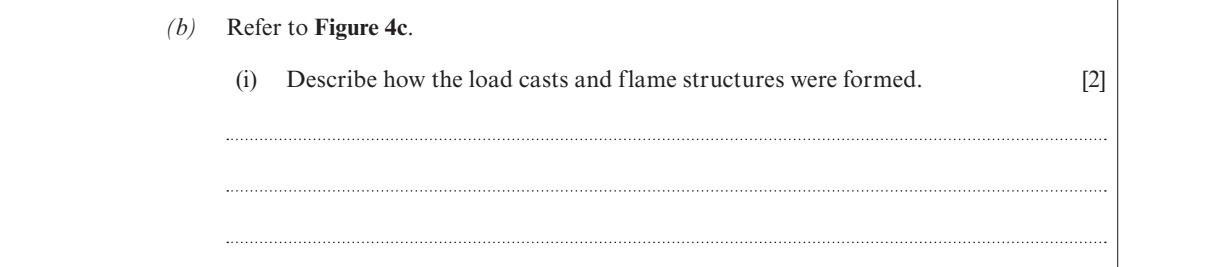 (b) Refer to Figure 4c.
(i) Describe how the load casts and flame structures were formed. [2]